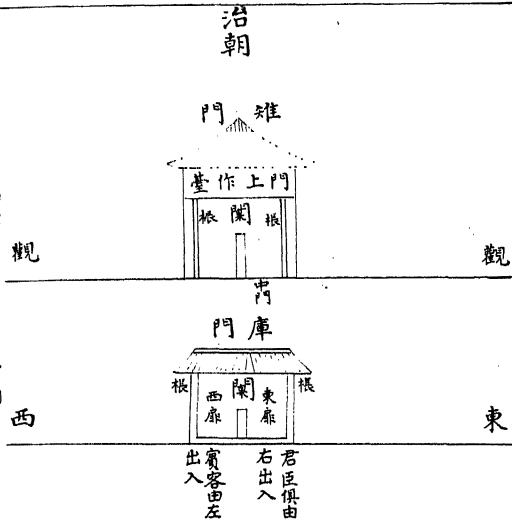 治朝
雉門
門上作臺
棖
闑
棖
觀
觀
中門
庫門
棖
闑
棖
東扉
西扉
東
西
君臣俱由
右出入
賓客由左
出入